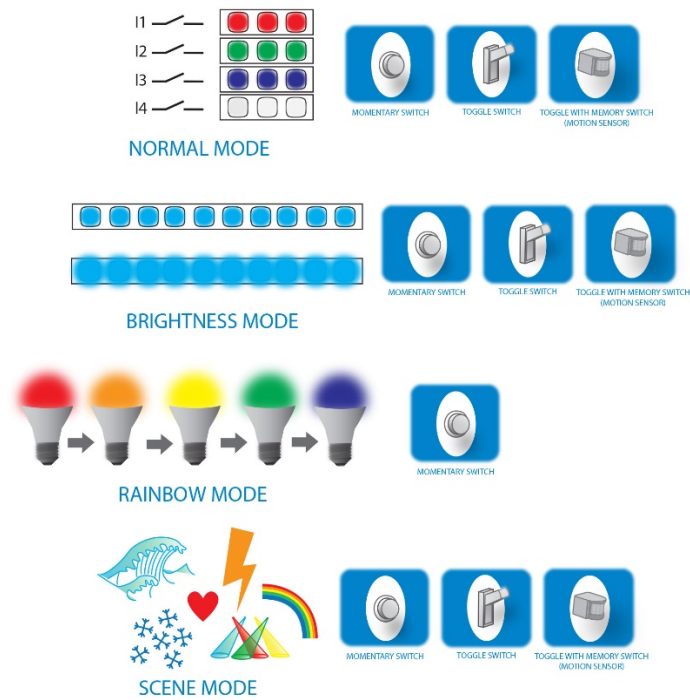 I1
I2
I3
I4
MOMENTARY SWITCH
TOGGLE SWITCH
TOGGLE WITH MEMORY SWITCH
(MOTION SENSOR)
NORMAL MODE
MOMENTARY SWITCH
TOGGLE SWITCH
TOGGLE WITH MEMORY SWITCH
(MOTION SENSOR)
BRIGHTNESS MODE
MOMENTARY SWITCH
RAINBOW MODE
MOMENTARY SWITCH
TOGGLE SWITCH
TOGGLE WITH MEMORY SWITCH
(MOTION SENSOR)
SCENE MODE